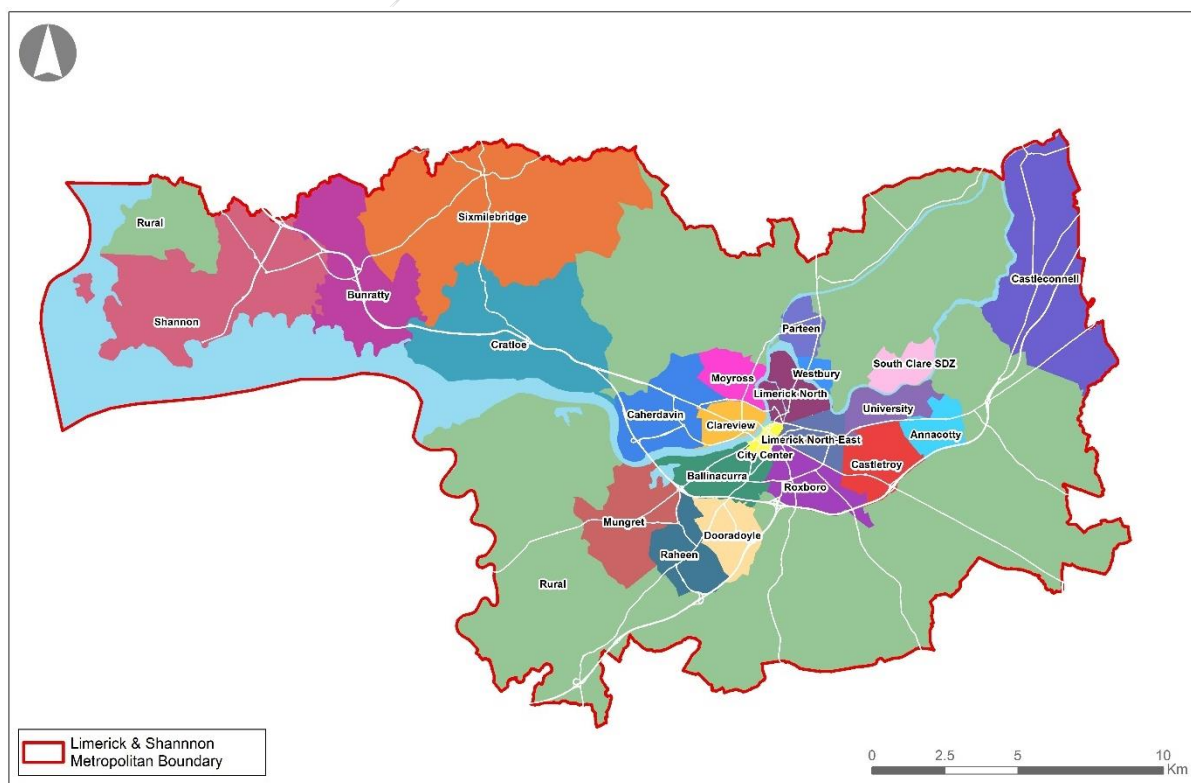 Sixmilebridge
Rural
Castleconnell
Bunratty
Shannon
Parteen
Cratloe
South Clare SDZ
Westbury
Moyross
Limerick North
University
Caherdavin
Clareview
Annacotty
Limerick North-East
City Center
Castletroy
Ballinacurra
Roxboro
Mungret
Dooradoyle
Raheen
Rural
Limerick & Shannnon
Metropolitan Boundary
0 2.5 5 10
Km